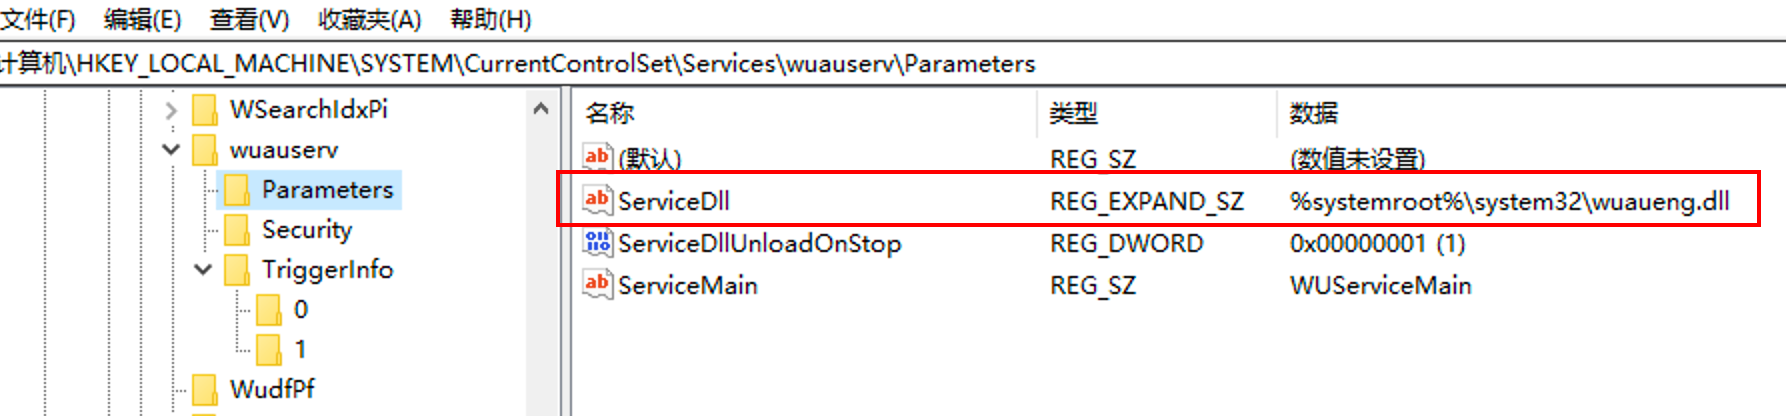 文件(F) 编辑(E) 查看(V) 收藏夹(A) 帮助(H)
计算机\HKEY_LOCAL_MACHINE\SYSTEM\CurrentControlSet\Services\wuauserv\Parameters
WSearchIdxPi
wuauserv
Parameters
Security
TriggerInfo
0
1
WudfPf
名称 类型 数据
(默认) REG_SZ (数值未设置)
ServiceDll REG_EXPAND_SZ %systemroot%\system32\wuaueng.dll
ServiceDllUnloadOnStop REG_DWORD 0x00000001 (1)
ServiceMain REG_SZ WUServiceMain